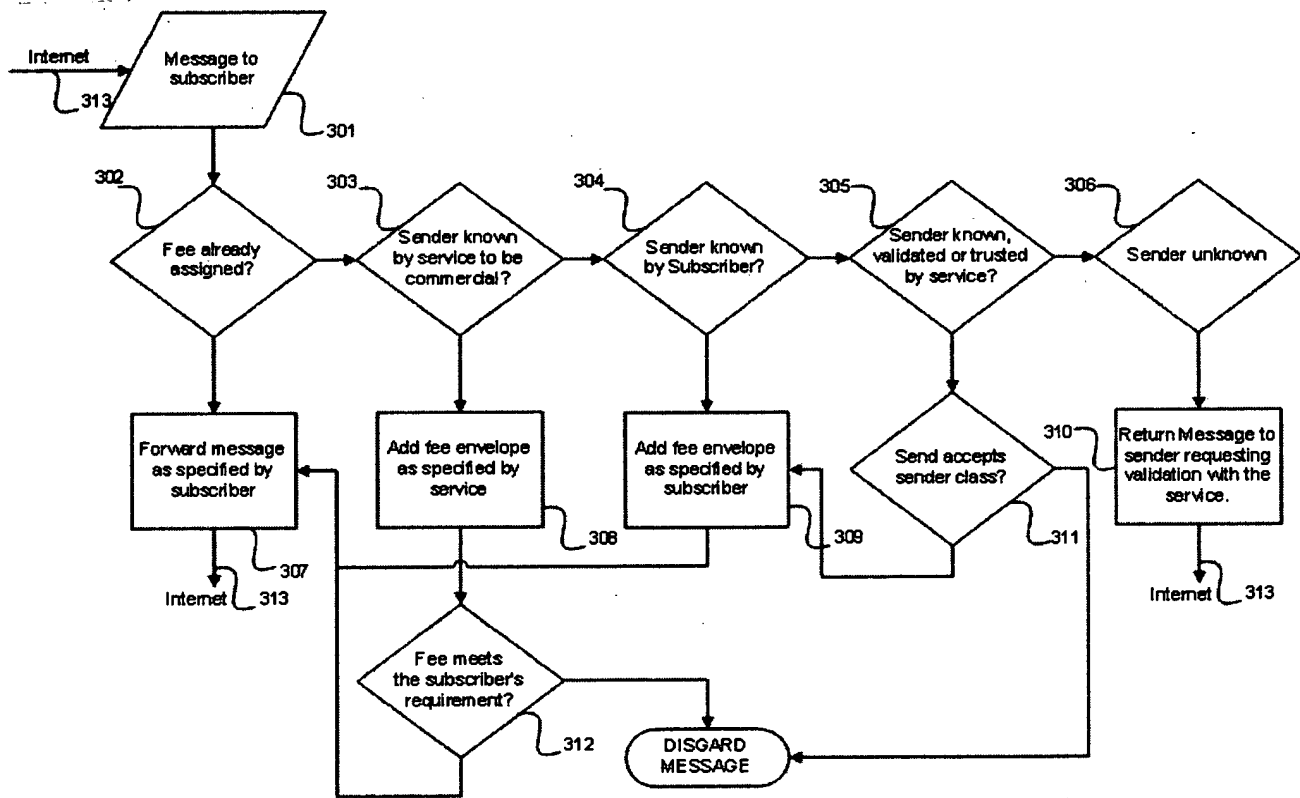 Internet
313
Message to
subscriber
301
302
Fee already
assigned?
303
Sender known
by service to be
commercial?
304
Sender known
by Subscriber?
305
Sender known,
validated or trusted
by service?
306
Sender unknown
Forward message
as specified by
subscriber
307
Internet
313
Add fee envelope
as specified by
service
308
Add fee envelope
as specified by
subscriber
309
Send accepts
sender class?
311
310
Return Message to
sender requesting
validation with the
service.
Internet
313
Fee meets
the subscriber's
requirement?
312
DISGARD
MESSAGE